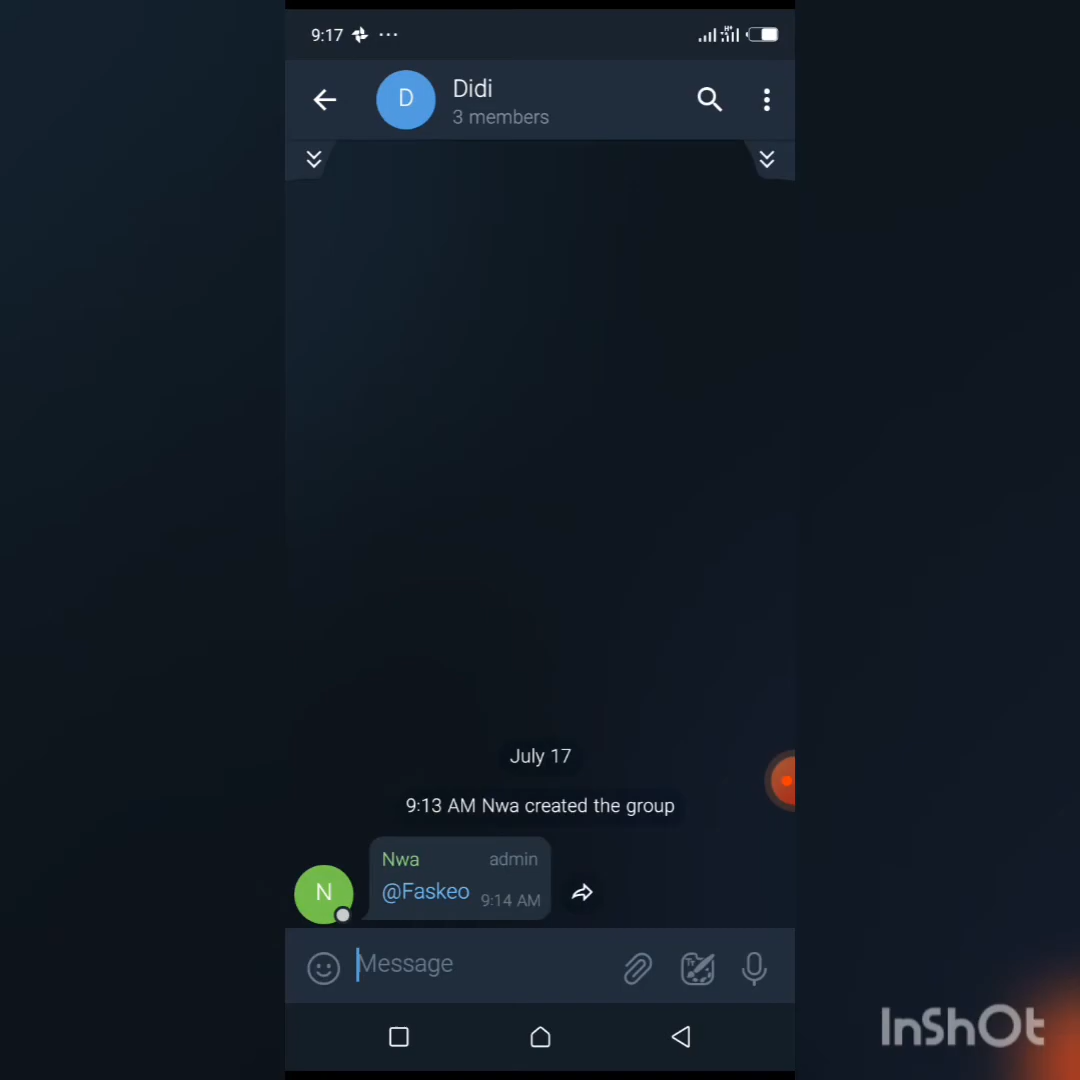 9:17
D
Didi
3 members
July 17
9:13 AM Nwa created the group
Nwa admin
N
@Faskeo 9:14 AM
Message
InShOt